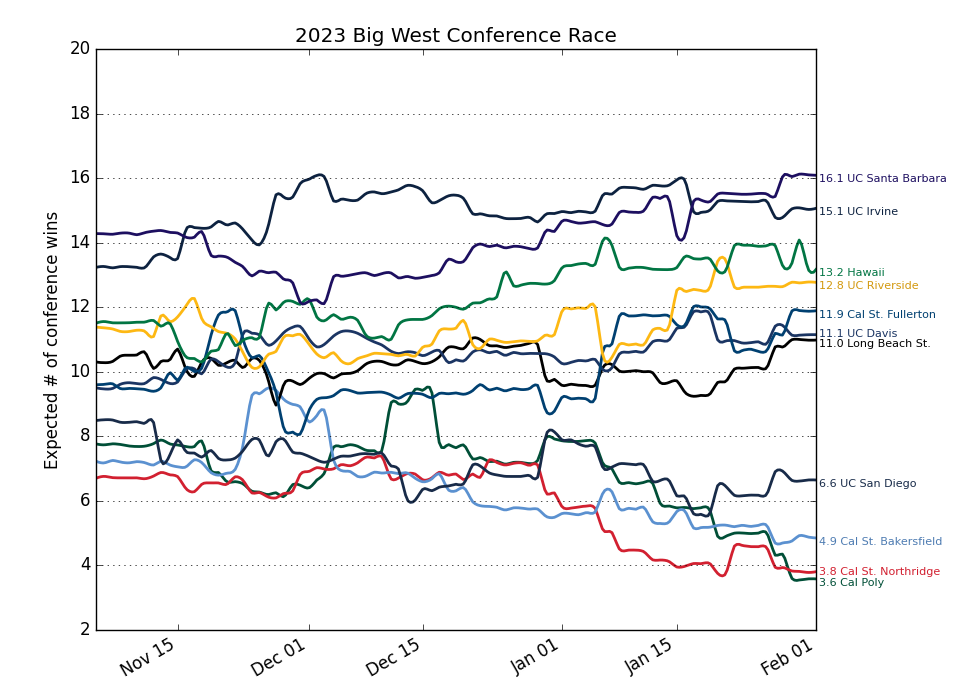 2023 Big West Conference Race
Expected # of conference wins
20
18
16
14
12
10
8
6
4
2
16.1 UC Santa Barbara
15.1 UC Irvine
13.2 Hawaii
12.8 UC Riverside
11.9 Cal St. Fullerton
11.1 UC Davis
11.0 Long Beach St.
6.6 UC San Diego
4.9 Cal St. Bakersfield
3.8 Cal St. Northridge
3.6 Cal Poly
Nov 15
Dec 01
Dec 15
Jan 01
Jan 15
Feb 01